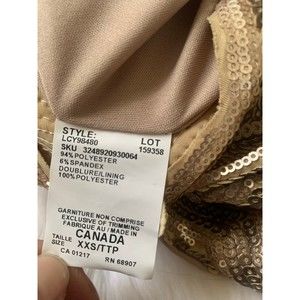 STYLE: LOT
LCY98480 159358
SKU 3248920930064
94% POLYESTER
6% SPANDEX
DOUBLURE/LINING
100% POLYESTER
GARNITURE NON COMPRISE
EXCLUSIVE OF TRIMMING
FABRIQUE AU / MADE IN
CANADA
TAILLE
SIZE XXS/TTP
CA 01217 RN 68907